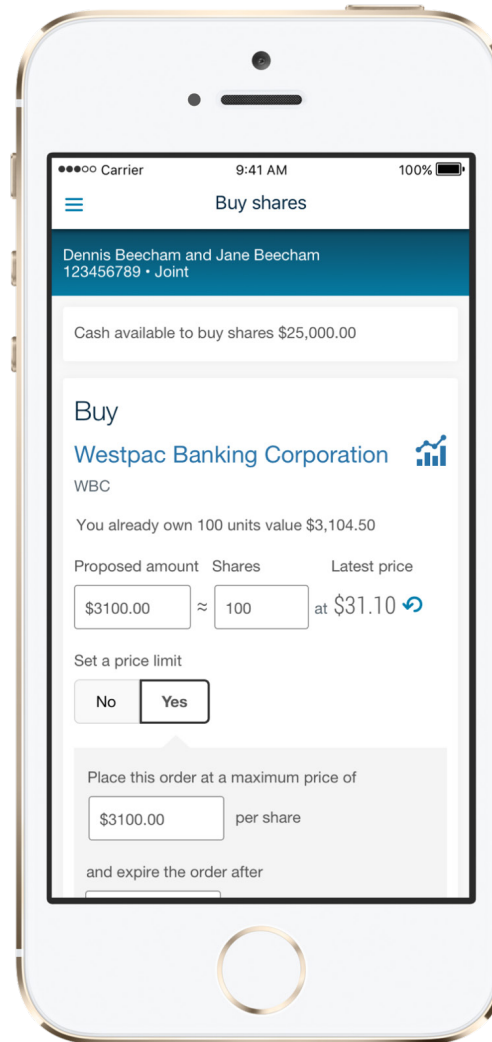 ●●●○○ Carrier 9:41 AM 100%
Buy shares
Dennis Beecham and Jane Beecham
123456789 • Joint
Cash available to buy shares $25,000.00
Buy
Westpac Banking Corporation
WBC
You already own 100 units value $3,104.50
Proposed amount Shares Latest price
$3100.00 ≈ 100 at $31.10
Set a price limit
No Yes
Place this order at a maximum price of
$3100.00 per share
and expire the order after